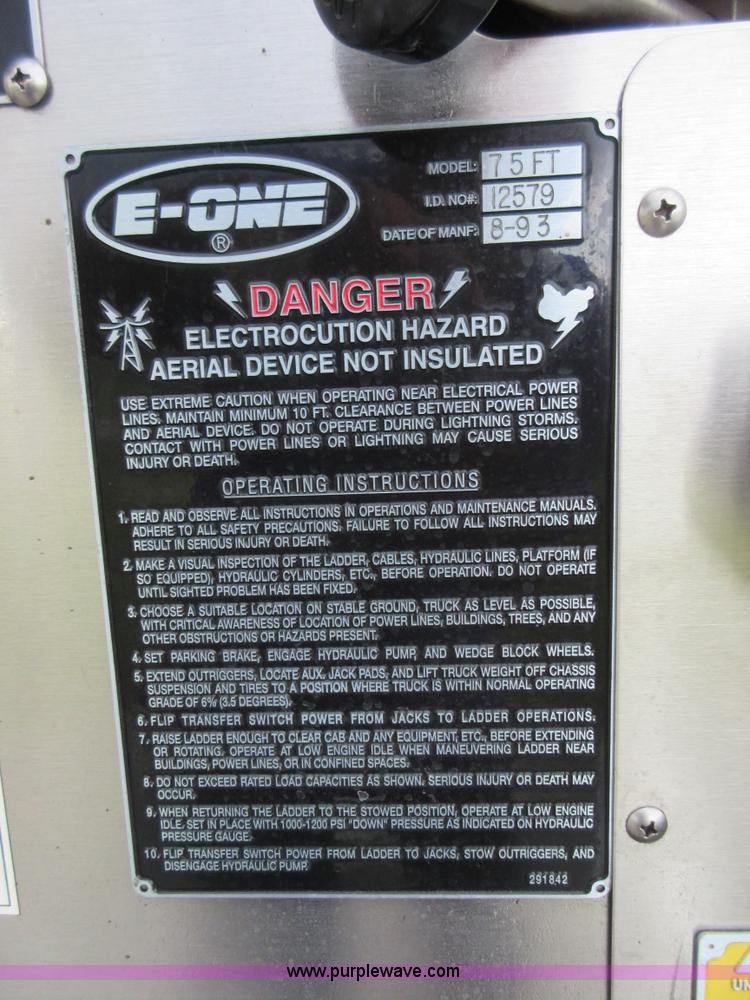 E-ONE
®
MODEL: 75 FT
I.D. NO#: 12579
DATE OF MANF: 8-93
DANGER
ELECTROCUTION HAZARD
AERIAL DEVICE NOT INSULATED
USE EXTREME CAUTION WHEN OPERATING NEAR ELECTRICAL POWER
LINES. MAINTAIN MINIMUM 10 FT. CLEARANCE BETWEEN POWER LINES
AND AERIAL DEVICE. DO NOT OPERATE DURING LIGHTNING STORMS.
CONTACT WITH POWER LINES OR LIGHTNING MAY CAUSE SERIOUS
INJURY OR DEATH.
OPERATING INSTRUCTIONS
1. READ AND OBSERVE ALL INSTRUCTIONS IN OPERATIONS AND MAINTENANCE MANUALS.
ADHERE TO ALL SAFETY PRECAUTIONS. FAILURE TO FOLLOW ALL INSTRUCTIONS MAY
RESULT IN SERIOUS INJURY OR DEATH.
2. MAKE A VISUAL INSPECTION OF THE LADDER, CABLES, HYDRAULIC LINES, PLATFORM (IF
SO EQUIPPED), HYDRAULIC CYLINDERS, ETC., BEFORE OPERATION. DO NOT OPERATE
UNTIL SIGHTED PROBLEM HAS BEEN FIXED.
3. CHOOSE A SUITABLE LOCATION ON STABLE GROUND, TRUCK AS LEVEL AS POSSIBLE,
WITH CRITICAL AWARENESS OF LOCATION OF POWER LINES, BUILDINGS, TREES, AND ANY
OTHER OBSTRUCTIONS OR HAZARDS PRESENT.
4. SET PARKING BRAKE, ENGAGE HYDRAULIC PUMP, AND WEDGE BLOCK WHEELS.
5. EXTEND OUTRIGGERS, LOCATE AUX. JACK PADS, AND LIFT TRUCK WEIGHT OFF CHASSIS
SUSPENSION AND TIRES TO A POSITION WHERE TRUCK IS WITHIN NORMAL OPERATING
GRADE OF 6% (3.5 DEGREES).
6. FLIP TRANSFER SWITCH POWER FROM JACKS TO LADDER OPERATIONS.
7. RAISE LADDER ENOUGH TO CLEAR CAB AND ANY EQUIPMENT, ETC., BEFORE EXTENDING
OR ROTATING. OPERATE AT LOW ENGINE IDLE WHEN MANEUVERING LADDER NEAR
BUILDINGS, POWER LINES, OR IN CONFINED SPACES.
8. DO NOT EXCEED RATED LOAD CAPACITIES AS SHOWN. SERIOUS INJURY OR DEATH MAY
OCCUR.
9. WHEN RETURNING THE LADDER TO THE STOWED POSITION, OPERATE AT LOW ENGINE
IDLE. SET IN PLACE WITH 1000-1200 PSI "DOWN" PRESSURE AS INDICATED ON HYDRAULIC
PRESSURE GAUGE.
10. FLIP TRANSFER SWITCH POWER FROM LADDER TO JACKS, STOW OUTRIGGERS, AND
DISENGAGE HYDRAULIC PUMP.
291842
www.purplewave.com